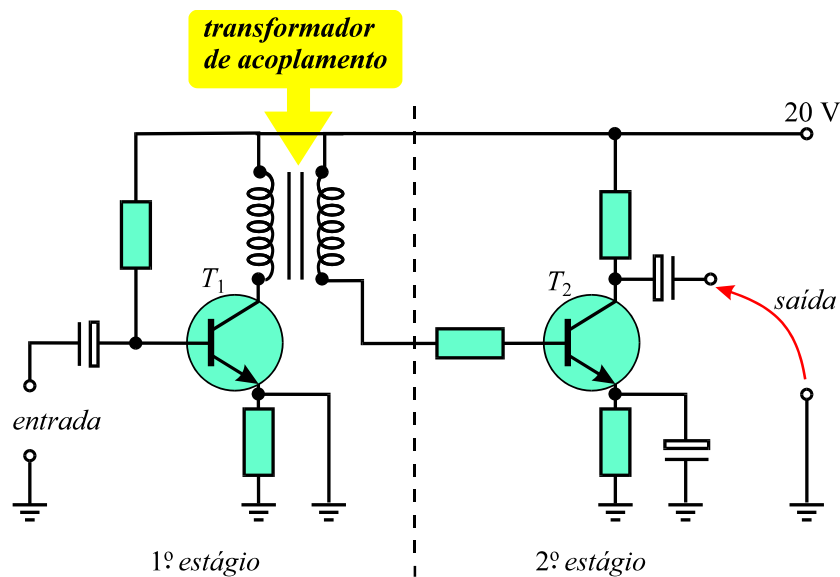 transformador
de acoplamento
20 V
T1
T2
saída
entrada
1º estágio
2º estágio